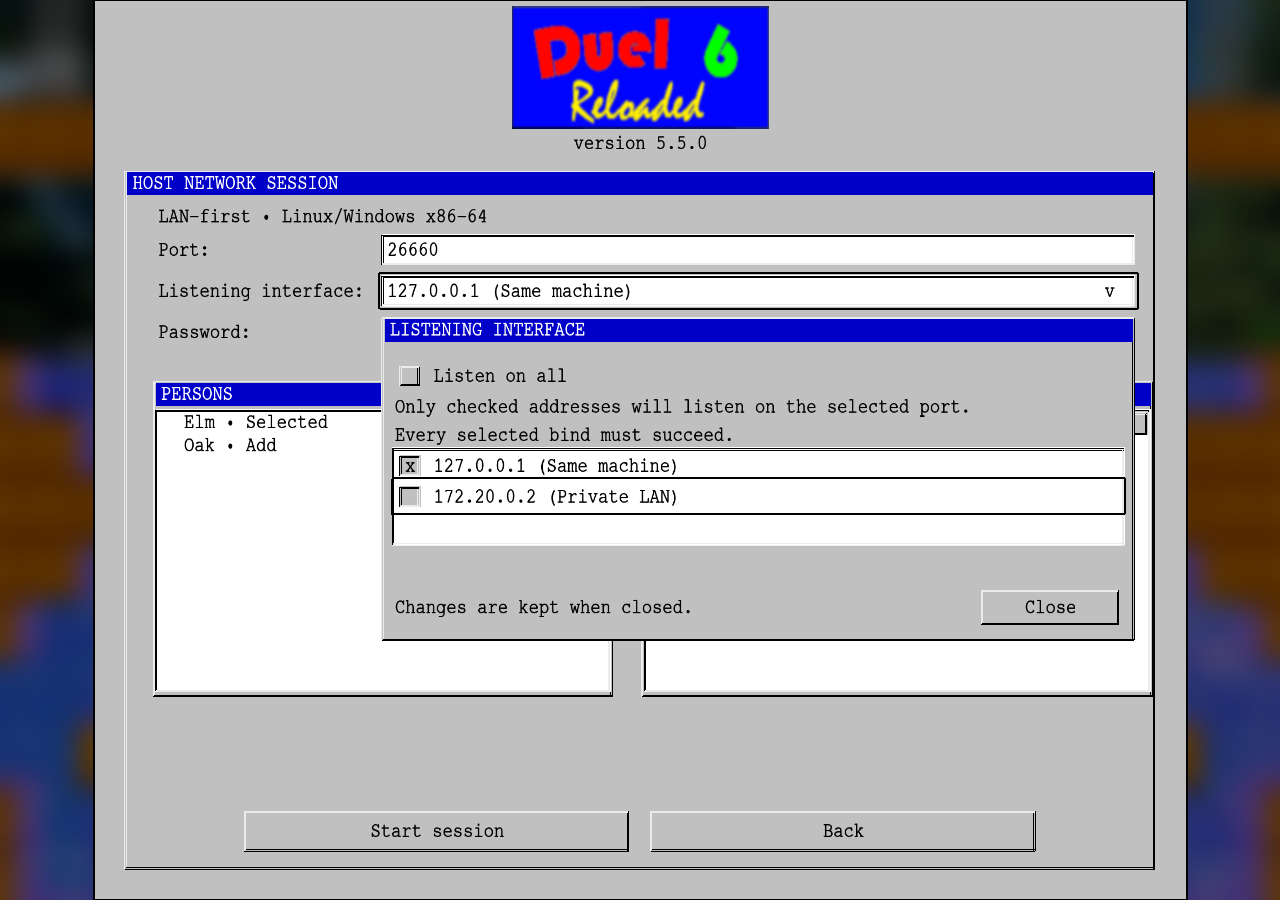 Duel 6
Reloaded
version 5.5.0
HOST NETWORK SESSION
LAN-first • Linux/Windows x86-64
Port: 26660
Listening interface: 127.0.0.1 (Same machine) v
Password:
LISTENING INTERFACE
Listen on all
Only checked addresses will listen on the selected port.
Every selected bind must succeed.
x 127.0.0.1 (Same machine)
172.20.0.2 (Private LAN)
Changes are kept when closed. Close
PERSONS
Elm • Selected
Oak • Add
Start session Back